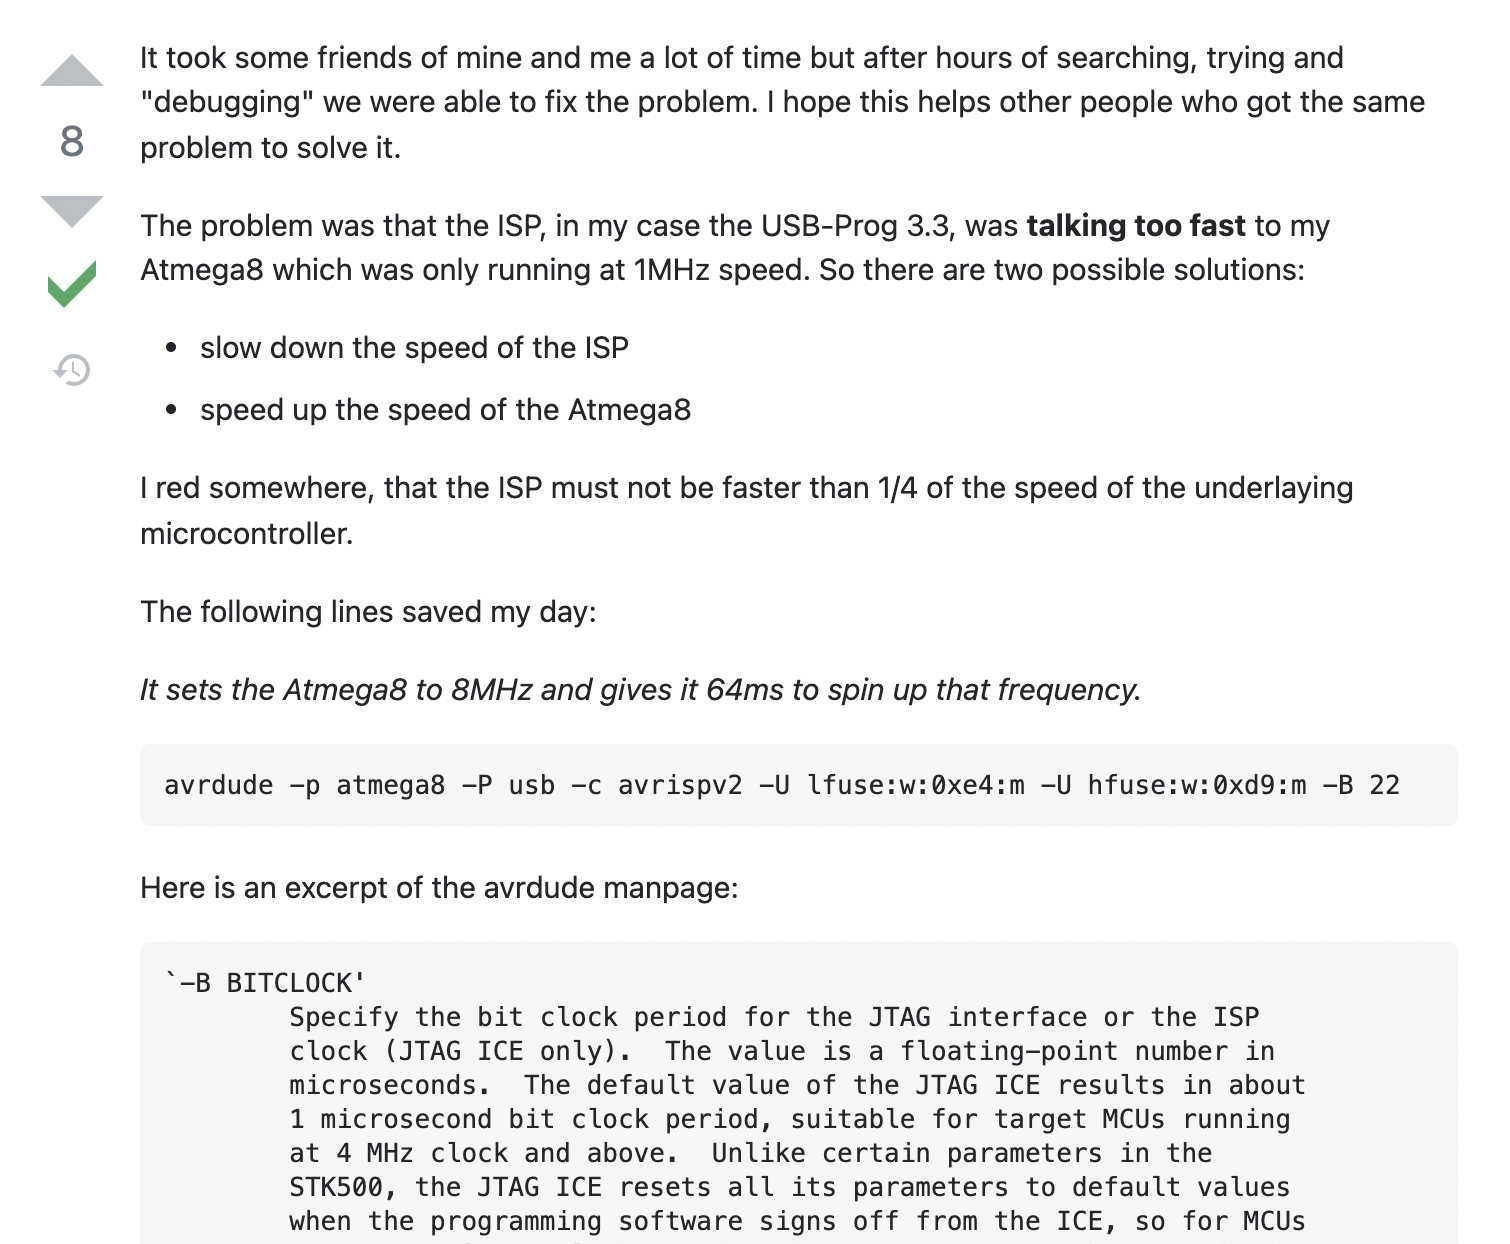 It took some friends of mine and me a lot of time but after hours of searching, trying and
"debugging" we were able to fix the problem. I hope this helps other people who got the same
problem to solve it.
8
The problem was that the ISP, in my case the USB-Prog 3.3, was talking too fast to my
Atmega8 which was only running at 1MHz speed. So there are two possible solutions:
• slow down the speed of the ISP
• speed up the speed of the Atmega8
I red somewhere, that the ISP must not be faster than 1/4 of the speed of the underlaying
microcontroller.
The following lines saved my day:
It sets the Atmega8 to 8MHz and gives it 64ms to spin up that frequency.
avrdude -p atmega8 -P usb -c avrispv2 -U lfuse:w:0xe4:m -U hfuse:w:0xd9:m -B 22
Here is an excerpt of the avrdude manpage:
`-B BITCLOCK'
Specify the bit clock period for the JTAG interface or the ISP
clock (JTAG ICE only).  The value is a floating-point number in
microseconds.  The default value of the JTAG ICE results in about
1 microsecond bit clock period, suitable for target MCUs running
at 4 MHz clock and above.  Unlike certain parameters in the
STK500, the JTAG ICE resets all its parameters to default values
when the programming software signs off from the ICE, so for MCUs